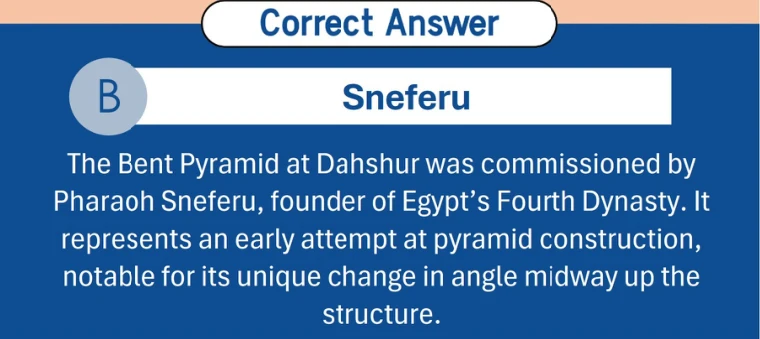 Correct Answer
B
Sneferu
The Bent Pyramid at Dahshur was commissioned by
Pharaoh Sneferu, founder of Egypt's Fourth Dynasty. It
represents an early attempt at pyramid construction,
notable for its unique change in angle midway up the
structure.